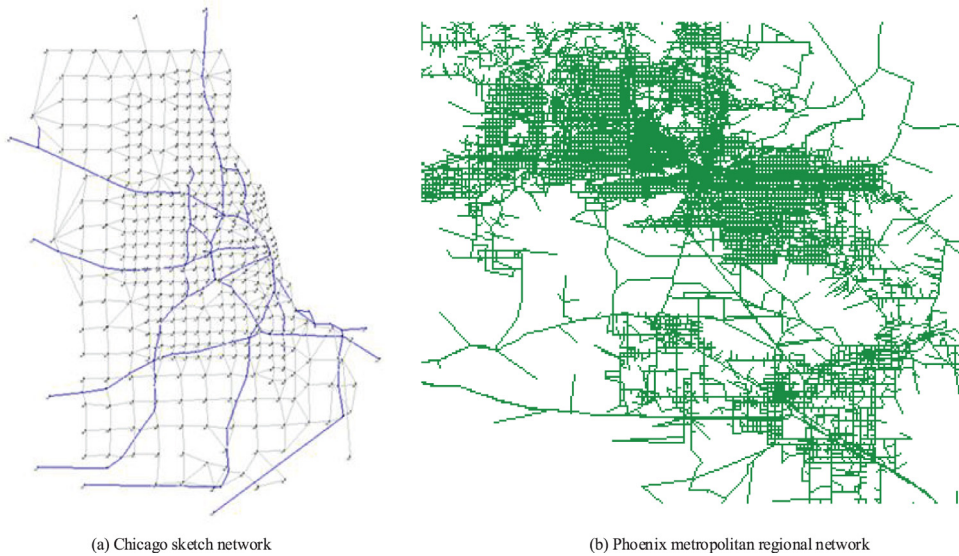 (a) Chicago sketch network
(b) Phoenix metropolitan regional network